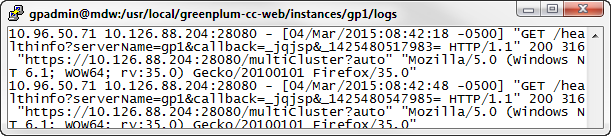 gpadmin@mdw:/usr/local/greenplum-cc-web/instances/gp1/logs
10.96.50.71 10.126.88.204:28080 - [04/Mar/2015:08:42:18 -0500] "GET /hea
lthinfo?serverName=gp1&callback=_jqjsp&_1425480517983= HTTP/1.1" 200 316
"https://10.126.88.204:28080/multiCluster?auto" "Mozilla/5.0 (Windows N
T 6.1; WOW64; rv:35.0) Gecko/20100101 Firefox/35.0"
10.96.50.71 10.126.88.204:28080 - [04/Mar/2015:08:42:48 -0500] "GET /hea
lthinfo?serverName=gp1&callback=_jqjsp&_1425480547985= HTTP/1.1" 200 316
"https://10.126.88.204:28080/multiCluster?auto" "Mozilla/5.0 (Windows N
T 6.1; WOW64; rv:35.0) Gecko/20100101 Firefox/35.0"